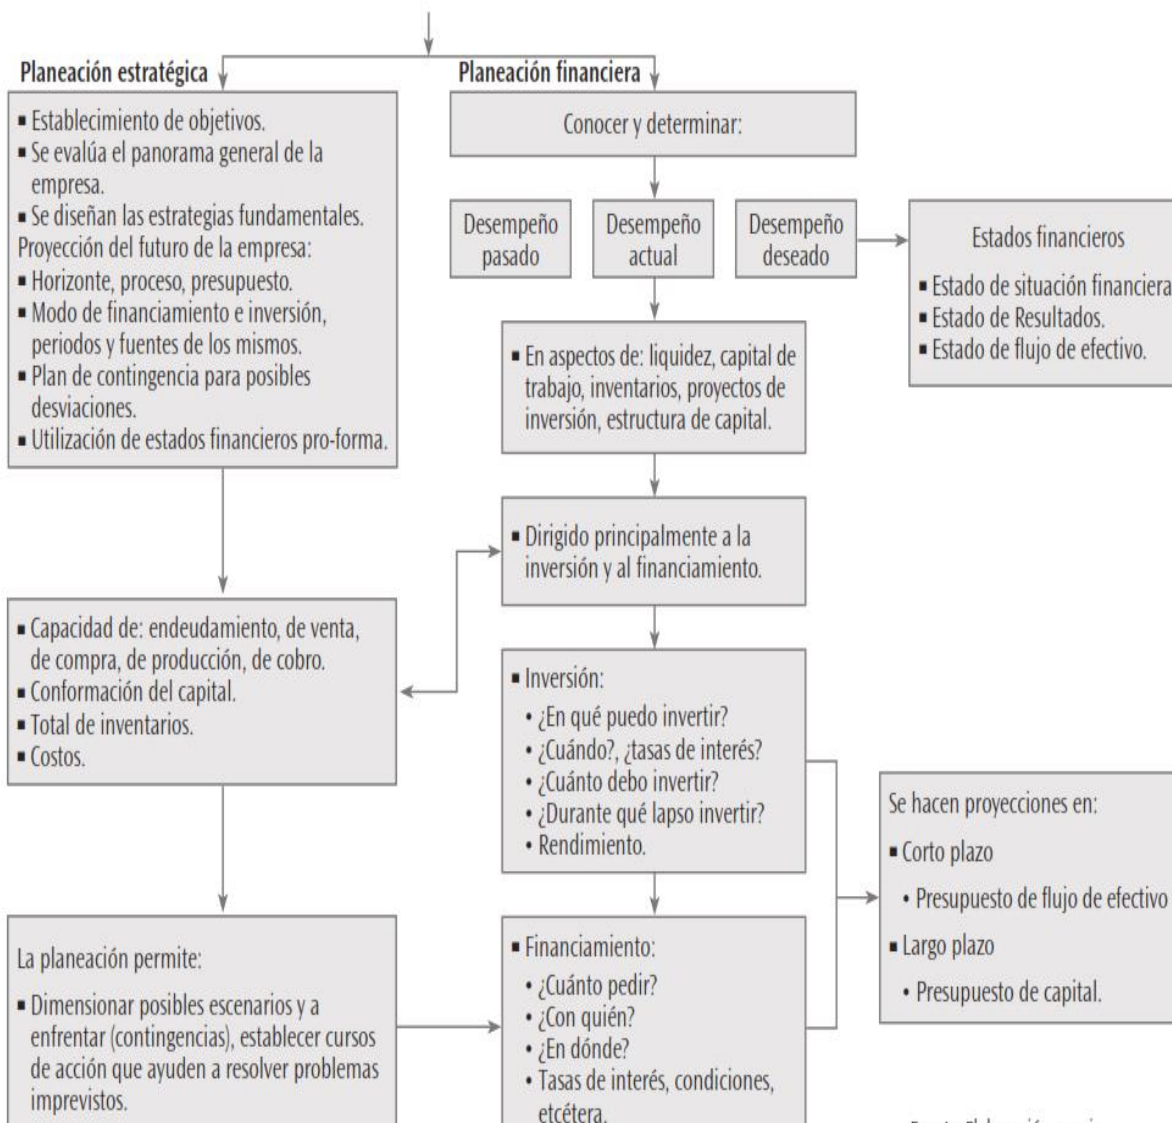 Planeación estratégica
■ Establecimiento de objetivos.
■ Se evalúa el panorama general de la
empresa.
■ Se diseñan las estrategias fundamentales.
Proyección del futuro de la empresa:
■ Horizonte, proceso, presupuesto.
■ Modo de financiamiento e inversión,
periodos y fuentes de los mismos.
■ Plan de contingencia para posibles
desviaciones.
■ Utilización de estados financieros pro-forma.
■ Capacidad de: endeudamiento, de venta,
de compra, de producción, de cobro.
■ Conformación del capital.
■ Total de inventarios.
■ Costos.
La planeación permite:
■ Dimensionar posibles escenarios y a
enfrentar (contingencias), establecer cursos
de acción que ayuden a resolver problemas
imprevistos.
Planeación financiera
Conocer y determinar:
Desempeño
pasado
Desempeño
actual
Desempeño
deseado
Estados financieros
■ Estado de situación financiera
■ Estado de Resultados.
■ Estado de flujo de efectivo.
■ En aspectos de: liquidez, capital de
trabajo, inventarios, proyectos de
inversión, estructura de capital.
■ Dirigido principalmente a la
inversión y al financiamiento.
■ Inversión:
• ¿En qué puedo invertir?
• ¿Cuándo?, ¿tasas de interés?
• ¿Cuánto debo invertir?
• ¿Durante qué lapso invertir?
• Rendimiento.
■ Financiamiento:
• ¿Cuánto pedir?
• ¿Con quién?
• ¿En dónde?
• Tasas de interés, condiciones,
etcétera.
Se hacen proyecciones en:
■ Corto plazo
• Presupuesto de flujo de efectivo
■ Largo plazo
• Presupuesto de capital.